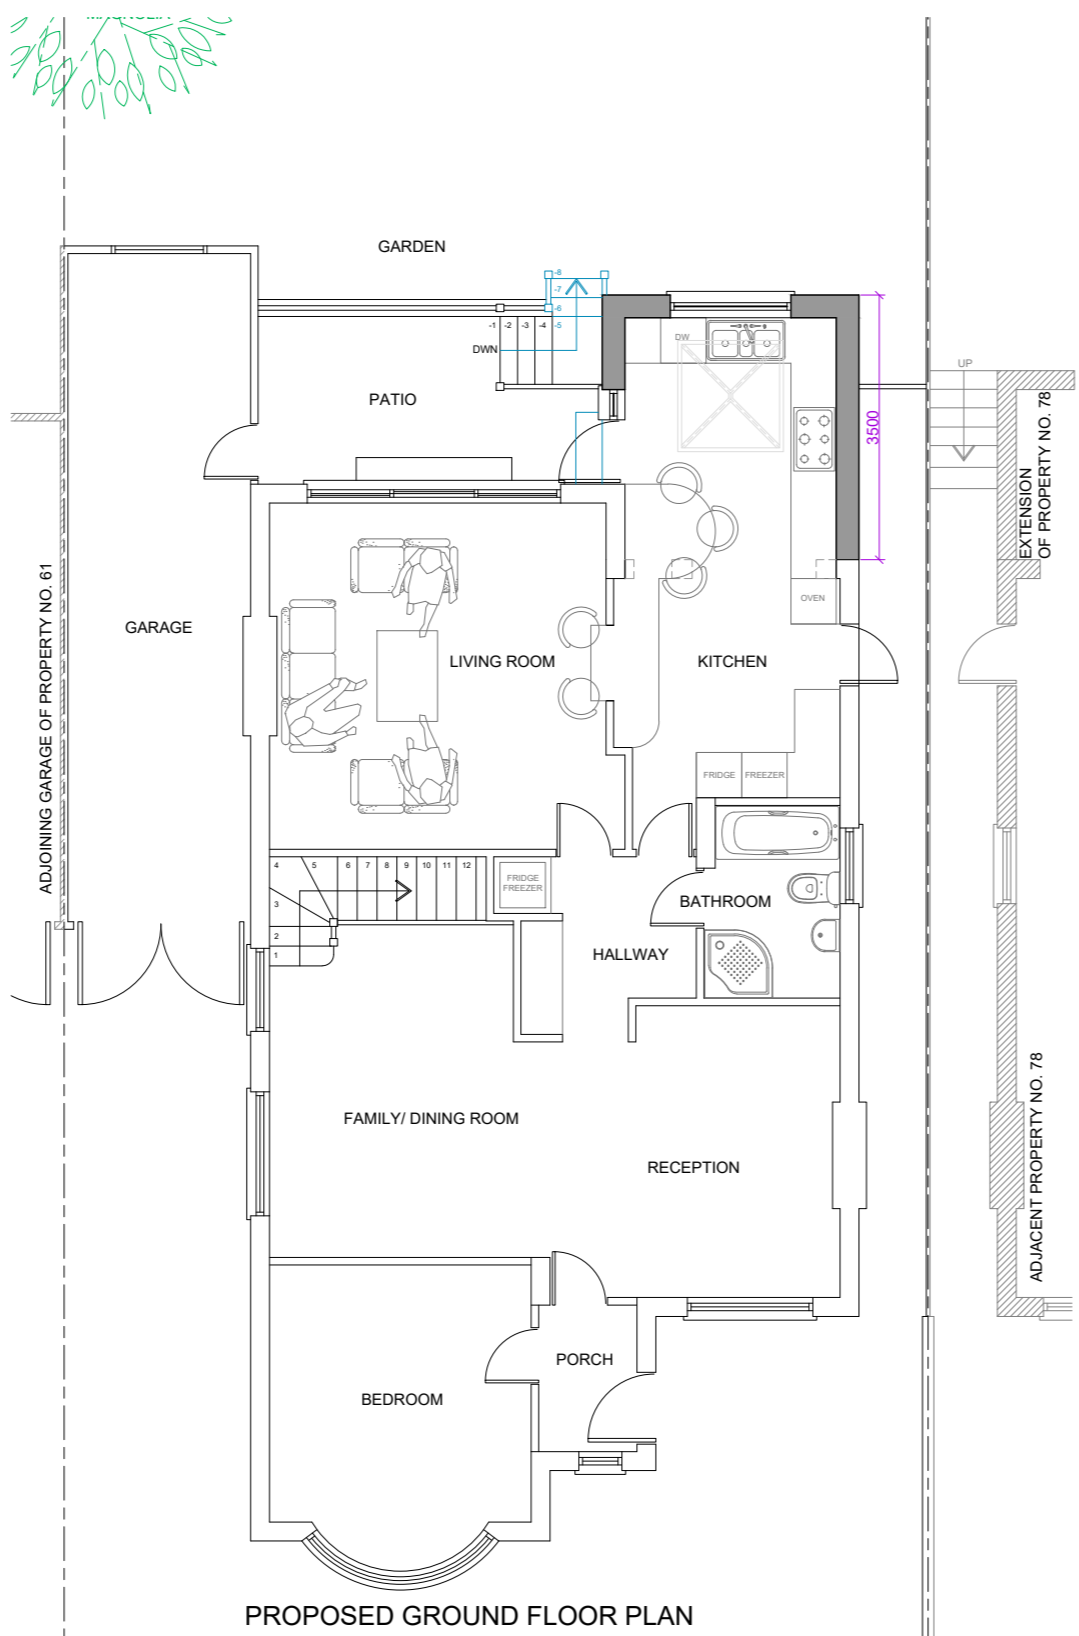 MAGNOLIA
GARDEN
-8
-7
-6
-5
-1 -2 -3 -4
DWN
PATIO
DW
3500
UP
EXTENSION
OF PROPERTY NO. 78
ADJOINING GARAGE OF PROPERTY NO. 61
GARAGE
LIVING ROOM
KITCHEN
OVEN
FRIDGE
FREEZER
4 5 6 7 8 9 10 11 12
3
2
1
FRIDGE
FREEZER
BATHROOM
HALLWAY
FAMILY/ DINING ROOM
RECEPTION
ADJACENT PROPERTY NO. 78
PORCH
BEDROOM
PROPOSED GROUND FLOOR PLAN